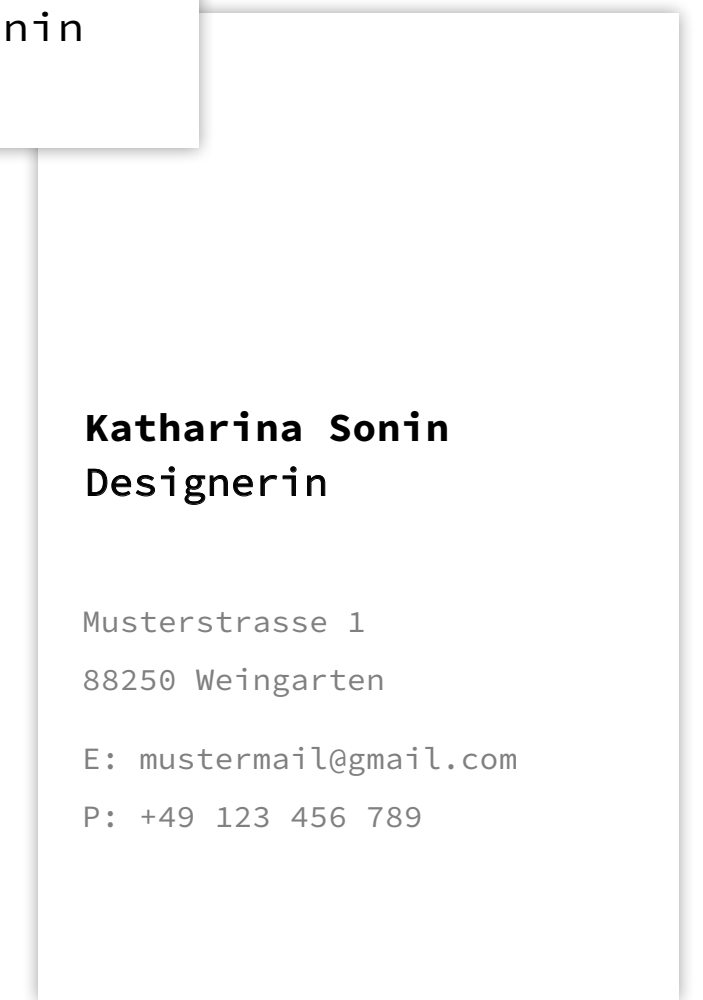 nin
Katharina Sonin
Designerin
Musterstrasse 1
88250 Weingarten
E: mustermail@gmail.com
P: +49 123 456 789